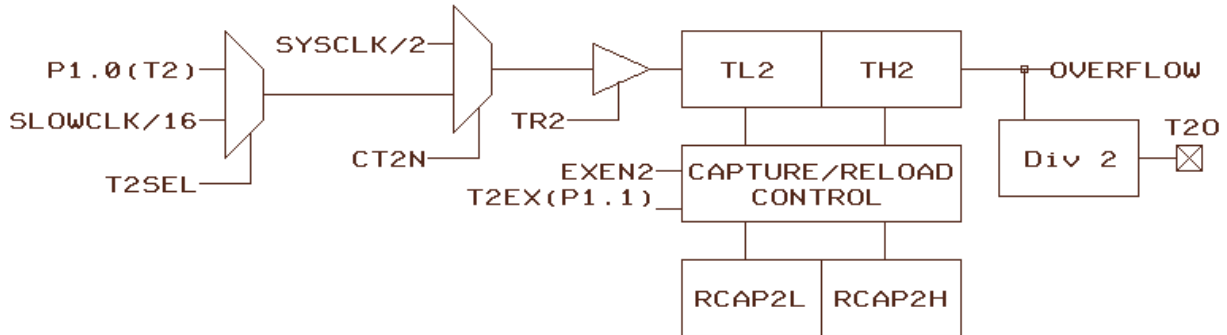 SYSCLK/2
P1.0(T2)
TL2
TH2
OVERFLOW
SLOWCLK/16
TR2
T2O
CT2N
Div 2
T2SEL
EXEN2
CAPTURE/RELOAD
CONTROL
T2EX(P1.1)
RCAP2L
RCAP2H